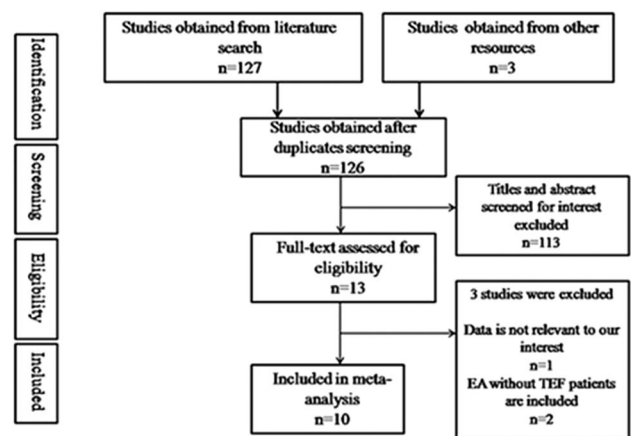 Identification
Screening
Eligibility
Included
Studies obtained from literature
search
n=127
Studies obtained from other
resources
n=3
Studies obtained after
duplicates screening
n=126
Titles and abstract
screened for interest
excluded
n=113
Full-text assessed for
eligibility
n=13
3 studies were excluded
Data is not relevant to our
interest
n=1
EA without TEF patients
are included
n=2
Included in meta-
analysis
n=10